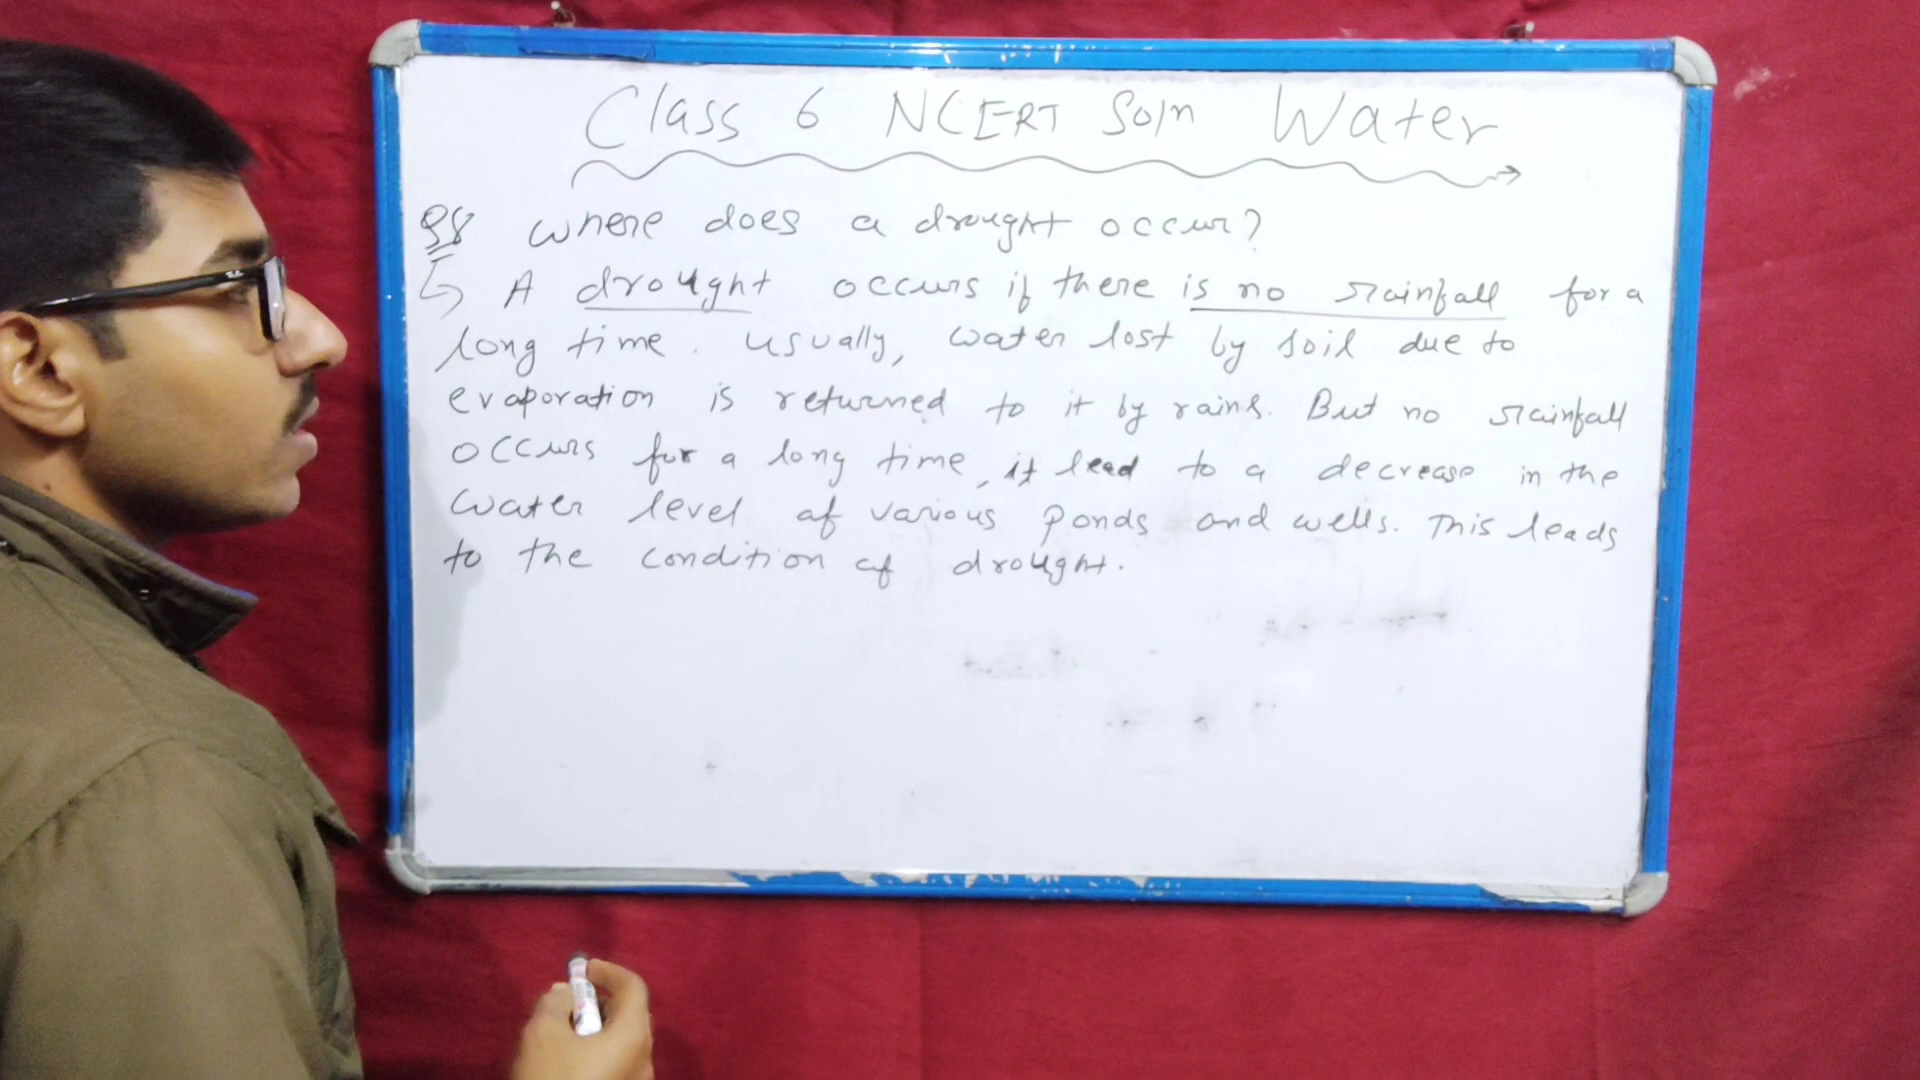 Class 6 NCERT Soln Water
Q8 Where does a drought occur?
A drought occurs if there is no rainfall for a
long time. Usually, water lost by soil due to
evaporation is returned to it by rains. But no rainfall
occurs for a long time, it lead to a decrease in the
water level of various ponds and wells. This leads
to the condition of drought.